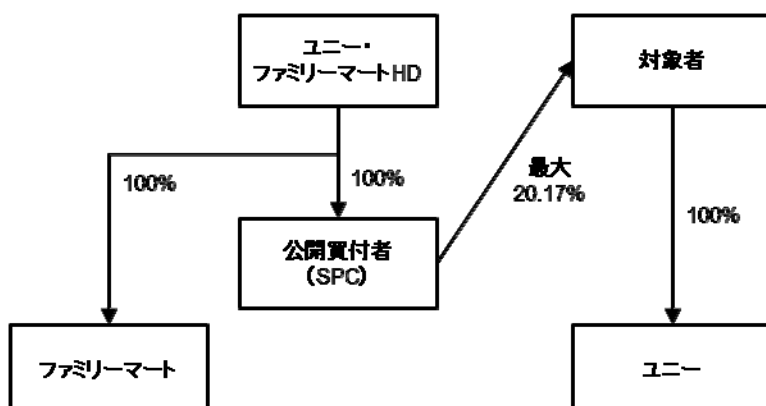 ユニー・
ファミリーマートHD
対象者
100%
100%
最大
20.17%
100%
公開買付者
（SPC）
ファミリーマート
ユニー